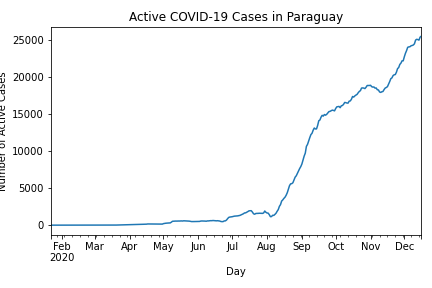 Active COVID-19 Cases in Paraguay
Number of Active Cases
25000
20000
15000
10000
5000
0
Feb Mar Apr May Jun Jul Aug Sep Oct Nov Dec
2020
Day